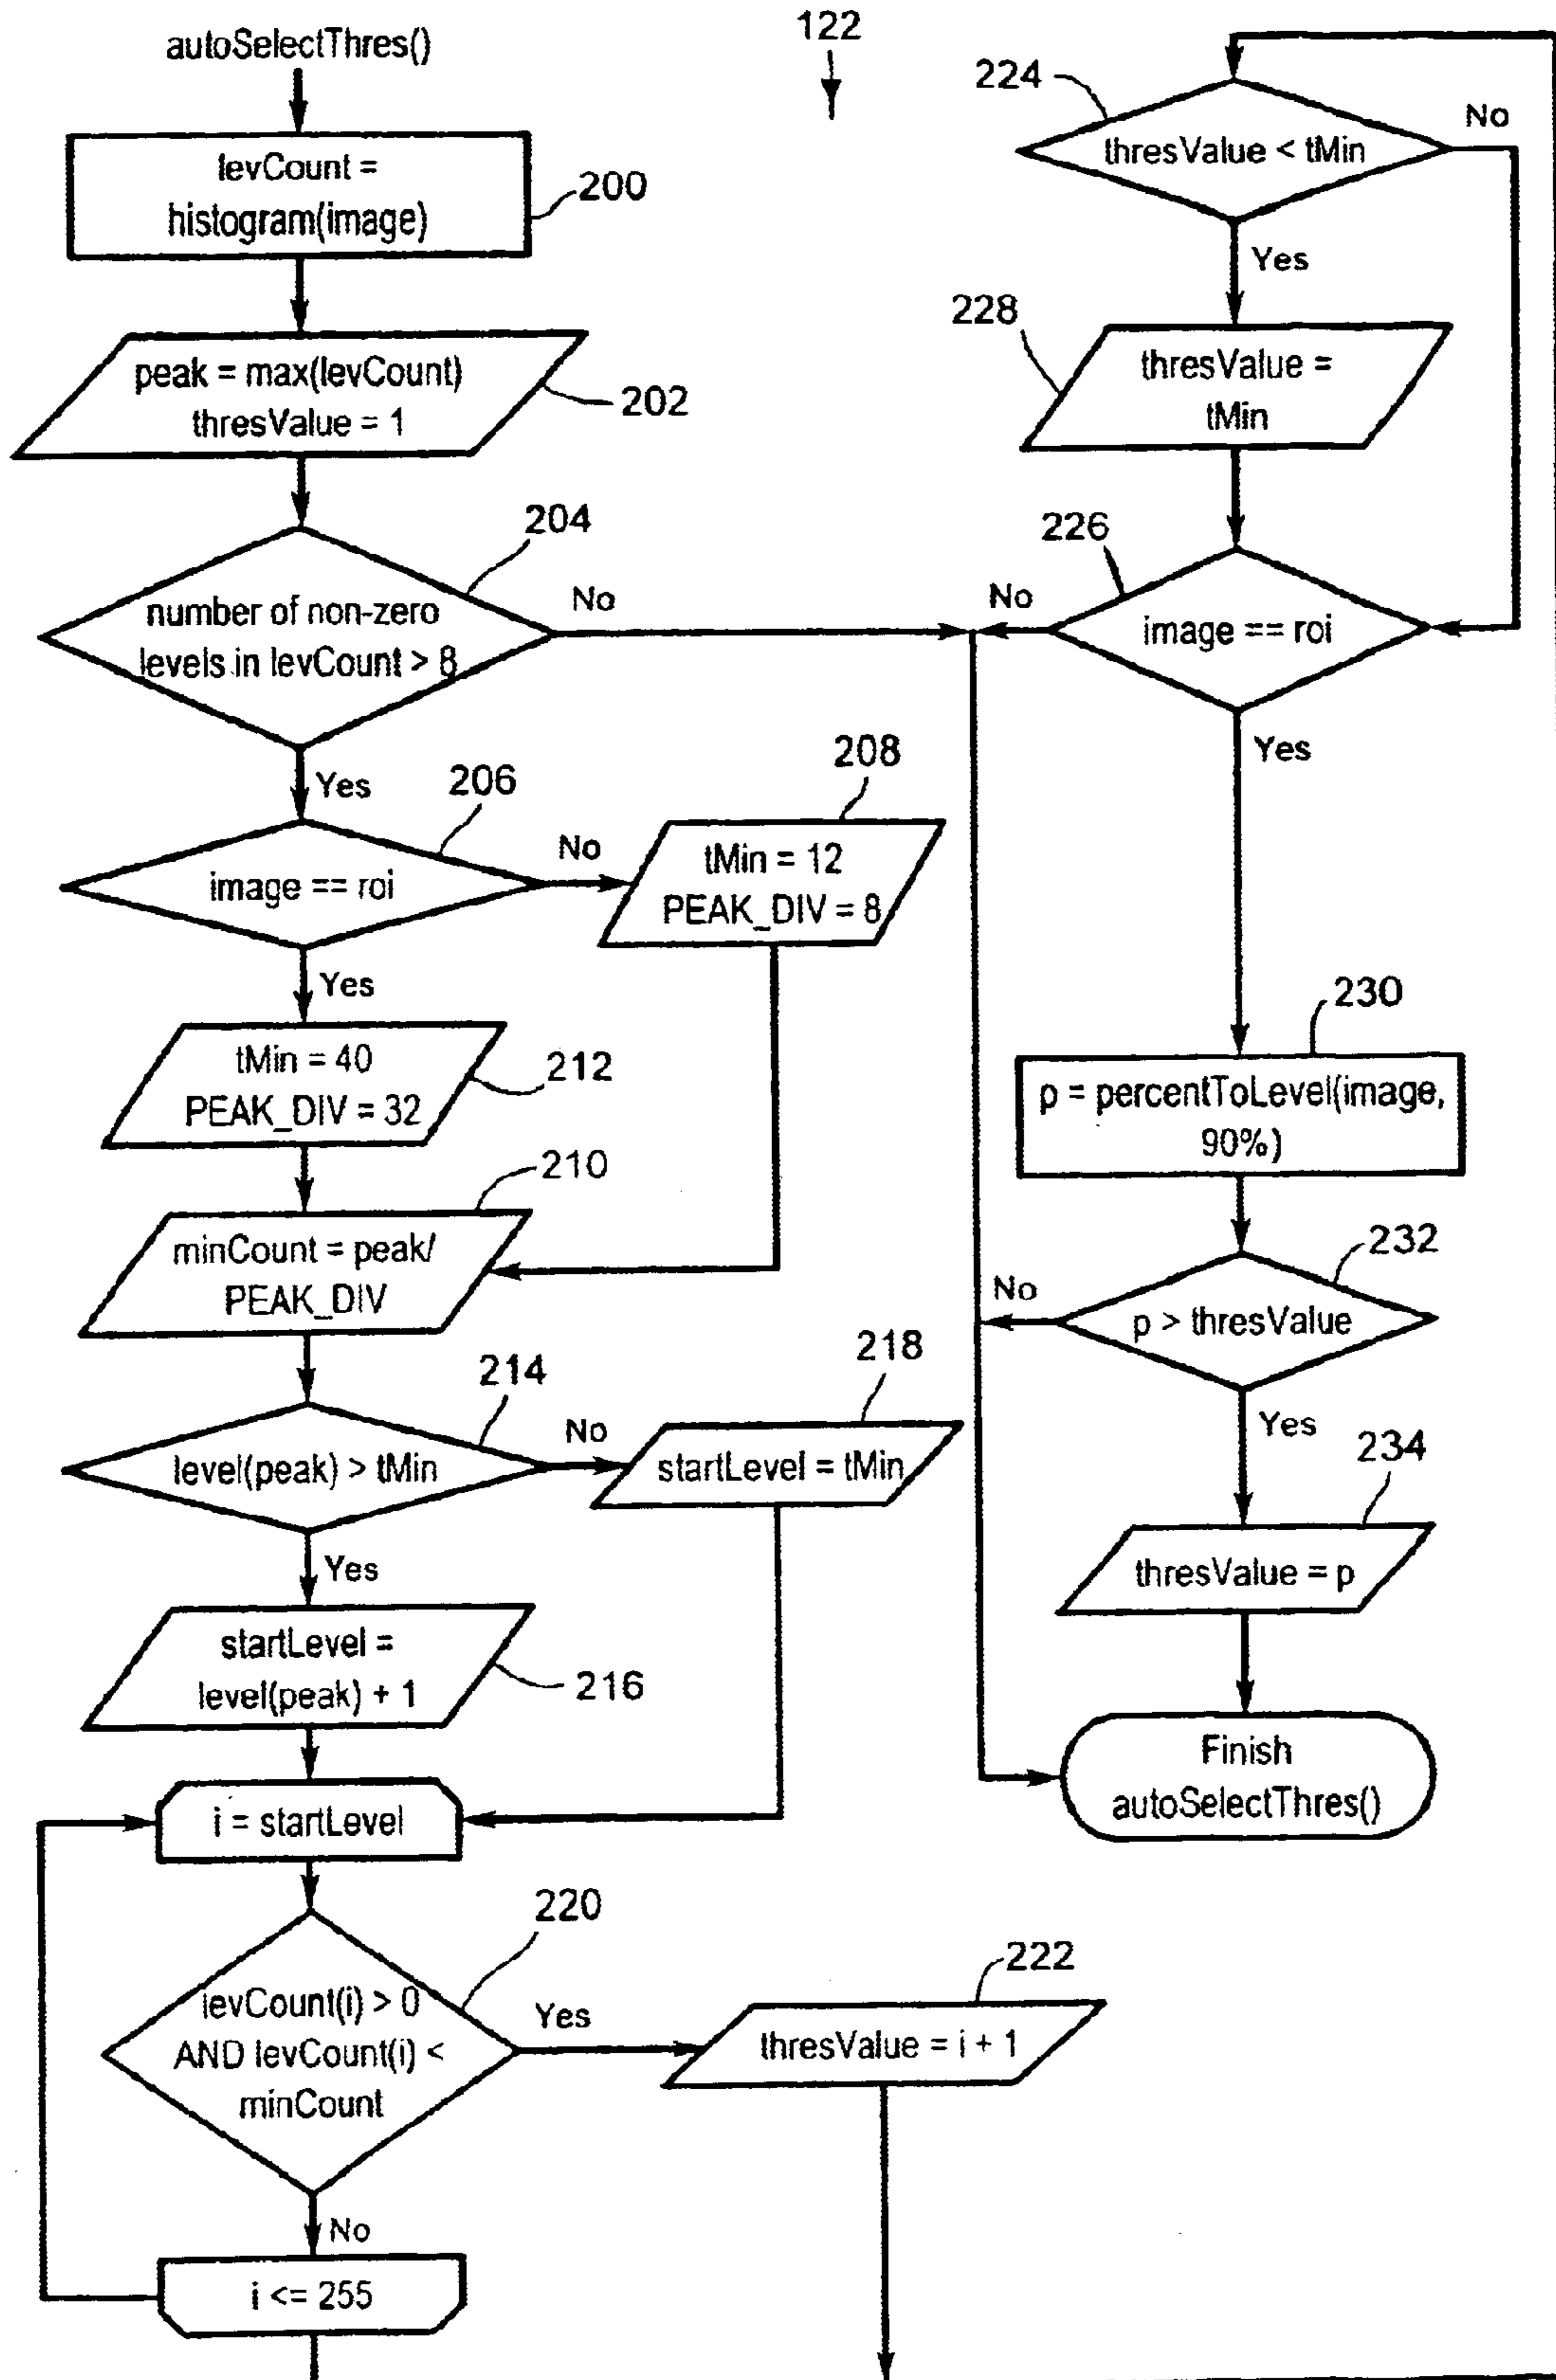 autoSelectThres()
122
levCount =
histogram(image)
200
peak = max(levCount)
thresValue = 1
202
number of non-zero
levels in levCount > 8
204
No
Yes
image == roi
206
No
tMin = 12
PEAK_DIV = 8
208
Yes
tMin = 40
PEAK_DIV = 32
212
minCount = peak/
PEAK_DIV
210
level(peak) > tMin
214
No
startLevel = tMin
218
Yes
startLevel =
level(peak) + 1
216
i = startLevel
levCount(i) > 0
AND levCount(i) <
minCount
220
Yes
thresValue = i + 1
222
No
i <= 255
224
thresValue < tMin
No
Yes
228
thresValue =
tMin
226
No
image == roi
Yes
230
p = percentToLevel(image,
90%)
232
No
p > thresValue
Yes
234
thresValue = p
Finish
autoSelectThres()